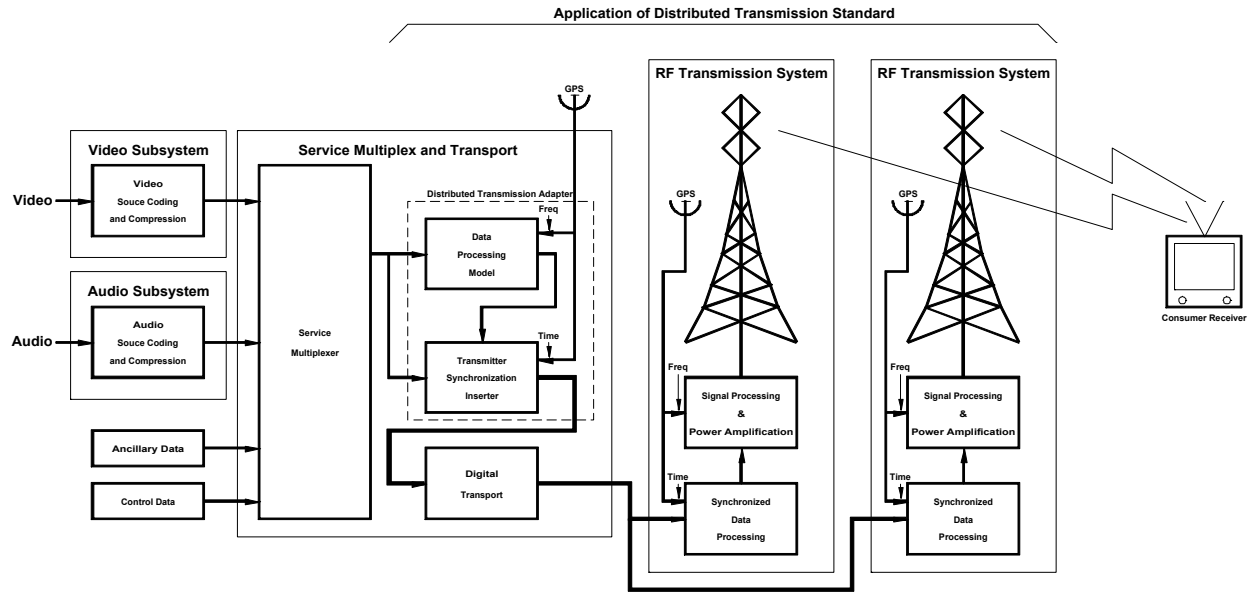 Application of Distributed Transmission Standard
RF Transmission System
RF Transmission System
GPS
Video Subsystem
Service Multiplex and Transport
Video
Video
Souce Coding
and Compression
Distributed Transmission Adapter
Freq
GPS
GPS
Data
Processing
Model
Audio Subsystem
Audio
Audio
Souce Coding
and Compression
Service
Multiplexer
Time
Transmitter
Synchronization
Inserter
Consumer Receiver
Freq
Signal Processing
&
Power Amplification
Freq
Signal Processing
&
Power Amplification
Ancillary Data
Control Data
Digital
Transport
Time
Synchronized
Data
Processing
Time
Synchronized
Data
Processing